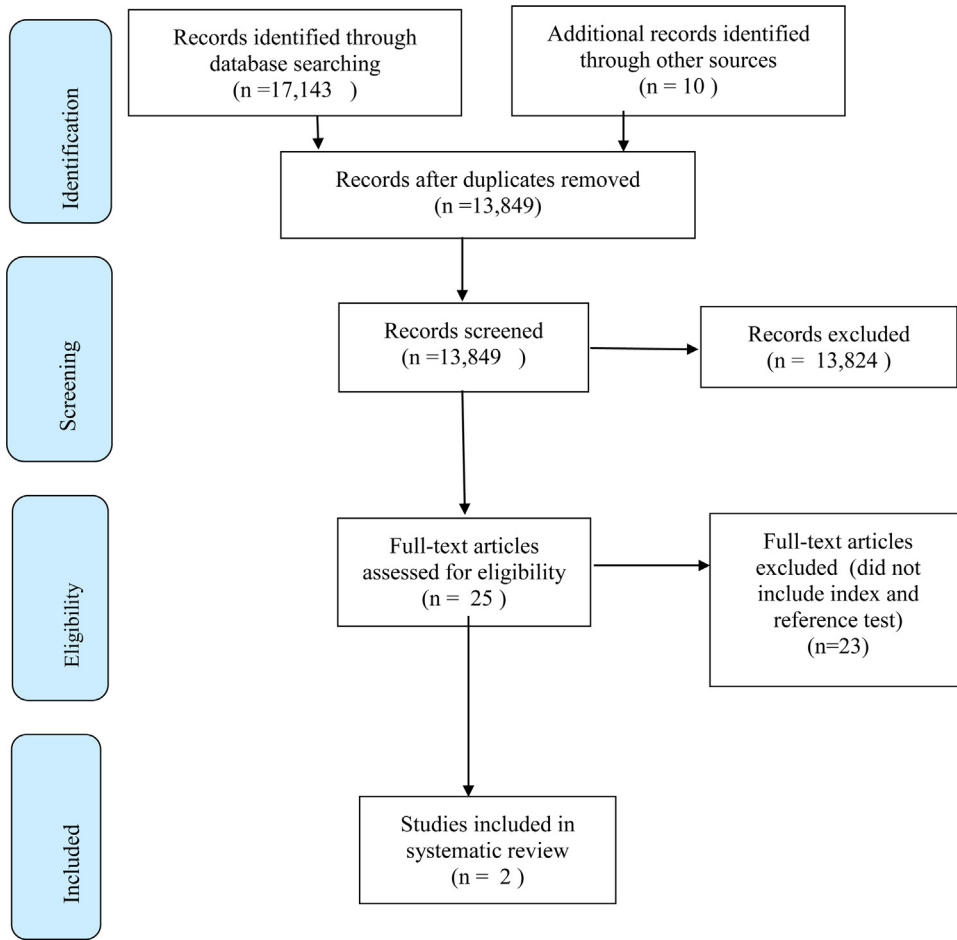 Identification
Records identified through
database searching
(n =17,143   )
Additional records identified
through other sources
(n = 10 )
Records after duplicates removed
(n =13,849)
Screening
Records screened
(n =13,849   )
Records excluded
(n =  13,824 )
Eligibility
Full-text articles
assessed for eligibility
(n =  25 )
Full-text articles
excluded  (did not
include index and
reference test)
(n=23)
Included
Studies included in
systematic review
(n =  2 )